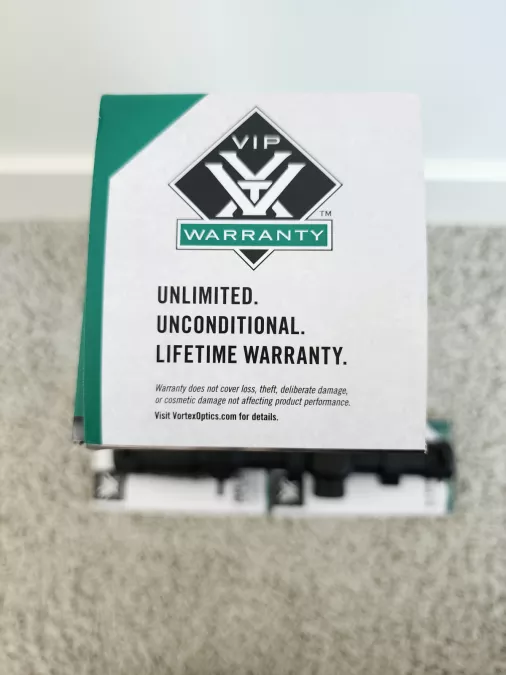 VIP
WARRANTY
TM
UNLIMITED.
UNCONDITIONAL.
LIFETIME WARRANTY.
Warranty does not cover loss, theft, deliberate damage,
or cosmetic damage not affecting product performance.
Visit VortexOptics.com for details.